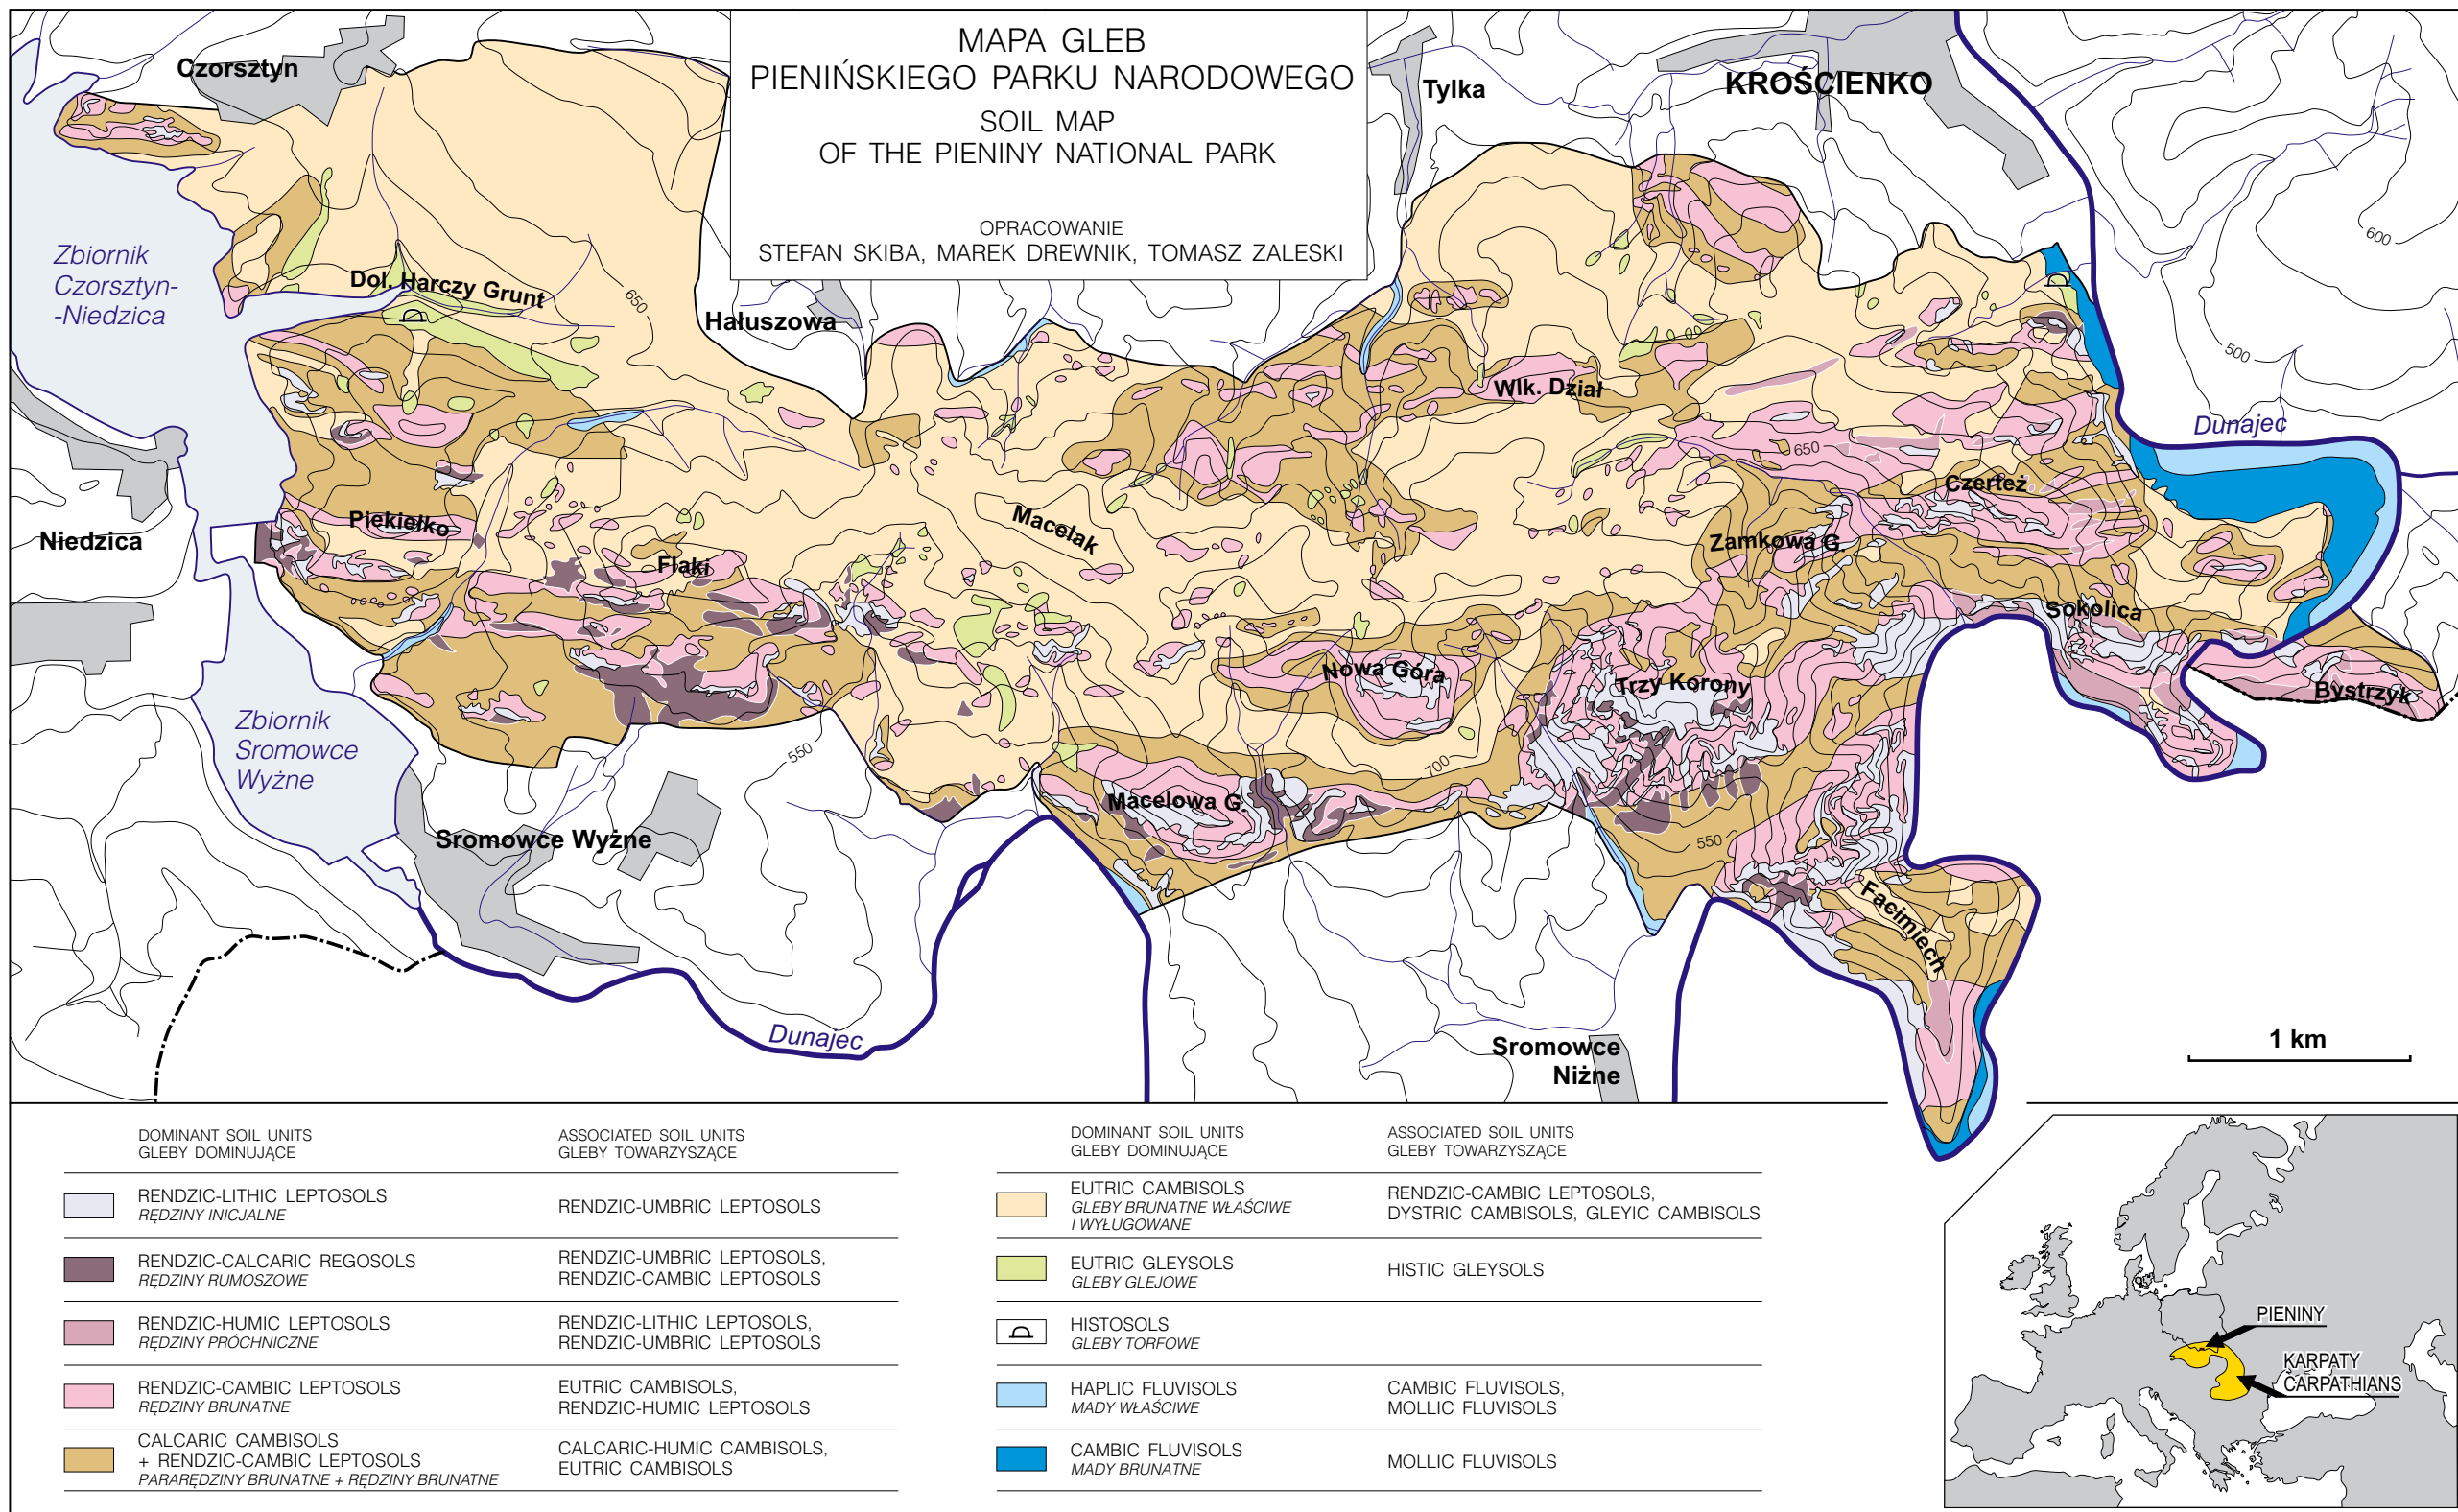 MAPA GLEB
PIENIŃSKIEGO PARKU NARODOWEGO
SOIL MAP
OF THE PIENINY NATIONAL PARK
OPRACOWANIE
STEFAN SKIBA, MAREK DREWNIK, TOMASZ ZALESKI
Czorsztyn
Tylka
KROŚCIENKO
600
Zbiornik
Czorsztyn-
-Niedzica
Dol. Harczy Grunt
650
Hałuszowa
500
Wlk. Dział
Dunajec
650
Czerteż
Niedzica
Piekiełko
Macelak
Zamkowa G.
Flaki
Sokolica
Nowa Góra
Trzy Korony
Bystrzyk
Zbiornik
Sromowce
Wyżne
550
700
Macelowa G.
Sromowce Wyżne
550
Facimiech
Dunajec
Sromowce
Niżne
1 km
DOMINANT SOIL UNITS
GLEBY DOMINUJĄCE
ASSOCIATED SOIL UNITS
GLEBY TOWARZYSZĄCE
RENDZIC-LITHIC LEPTOSOLS
RĘDZINY INICJALNE
RENDZIC-UMBRIC LEPTOSOLS
RENDZIC-CALCARIC REGOSOLS
RĘDZINY RUMOSZOWE
RENDZIC-UMBRIC LEPTOSOLS,
RENDZIC-CAMBIC LEPTOSOLS
RENDZIC-HUMIC LEPTOSOLS
RĘDZINY PRÓCHNICZNE
RENDZIC-LITHIC LEPTOSOLS,
RENDZIC-UMBRIC LEPTOSOLS
RENDZIC-CAMBIC LEPTOSOLS
RĘDZINY BRUNATNE
EUTRIC CAMBISOLS,
RENDZIC-HUMIC LEPTOSOLS
CALCARIC CAMBISOLS
+ RENDZIC-CAMBIC LEPTOSOLS
PARARĘDZINY BRUNATNE + RĘDZINY BRUNATNE
CALCARIC-HUMIC CAMBISOLS,
EUTRIC CAMBISOLS
DOMINANT SOIL UNITS
GLEBY DOMINUJĄCE
ASSOCIATED SOIL UNITS
GLEBY TOWARZYSZĄCE
EUTRIC CAMBISOLS
GLEBY BRUNATNE WŁAŚCIWE
I WYŁUGOWANE
RENDZIC-CAMBIC LEPTOSOLS,
DYSTRIC CAMBISOLS, GLEYIC CAMBISOLS
EUTRIC GLEYSOLS
GLEBY GLEJOWE
HISTIC GLEYSOLS
HISTOSOLS
GLEBY TORFOWE
HAPLIC FLUVISOLS
MADY WŁAŚCIWE
CAMBIC FLUVISOLS,
MOLLIC FLUVISOLS
CAMBIC FLUVISOLS
MADY BRUNATNE
MOLLIC FLUVISOLS
PIENINY
KARPATY
CARPATHIANS